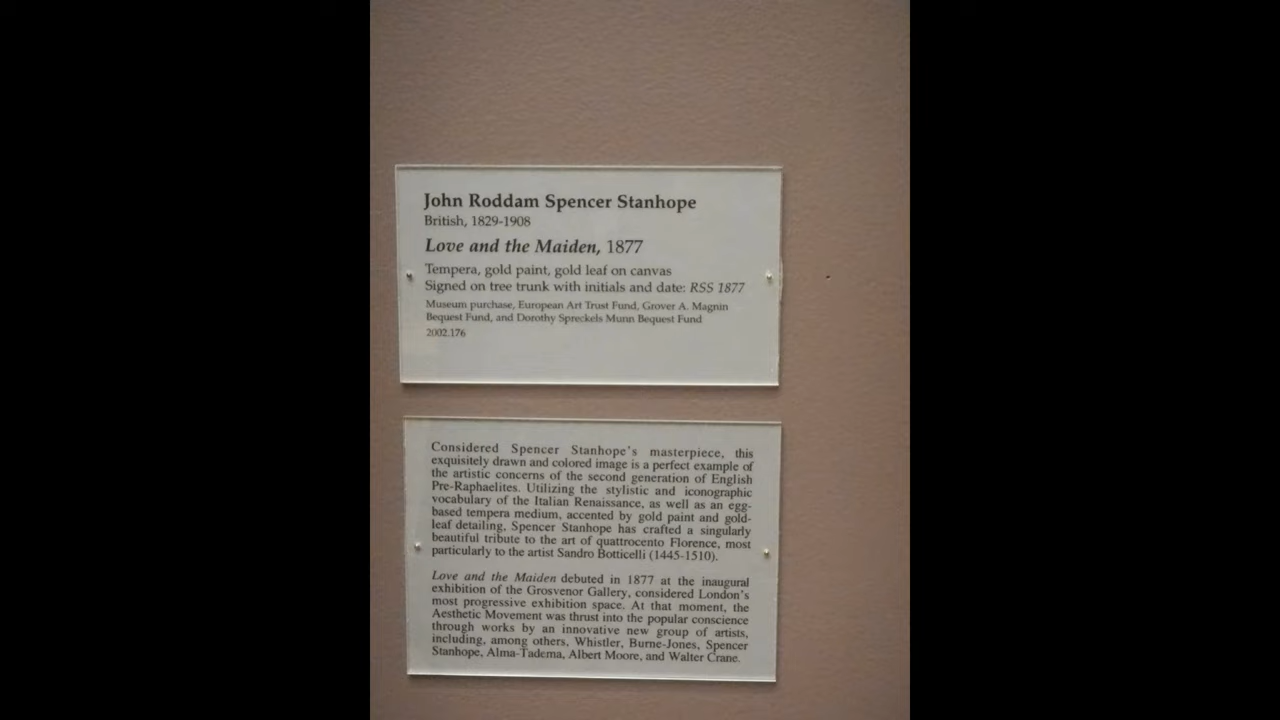 John Roddam Spencer Stanhope
British, 1829-1908
Love and the Maiden, 1877
Tempera, gold paint, gold leaf on canvas
Signed on tree trunk with initials and date: RSS 1877
Museum purchase, European Art Trust Fund, Grover A. Magnin
Bequest Fund, and Dorothy Spreckels Munn Bequest Fund
2002.176
Considered Spencer Stanhope's masterpiece, this
exquisitely drawn and colored image is a perfect example of
the artistic concerns of the second generation of English
Pre-Raphaelites. Utilizing the stylistic and iconographic
vocabulary of the Italian Renaissance, as well as an egg-
based tempera medium, accented by gold paint and gold-
leaf detailing, Spencer Stanhope has crafted a singularly
beautiful tribute to the art of quattrocento Florence, most
particularly to the artist Sandro Botticelli (1445-1510).
Love and the Maiden debuted in 1877 at the inaugural
exhibition of the Grosvenor Gallery, considered London's
most progressive exhibition space. At that moment, the
Aesthetic Movement was thrust into the popular conscience
through works by an innovative new group of artists,
including, among others, Whistler, Burne-Jones, Spencer
Stanhope, Alma-Tadema, Albert Moore, and Walter Crane.